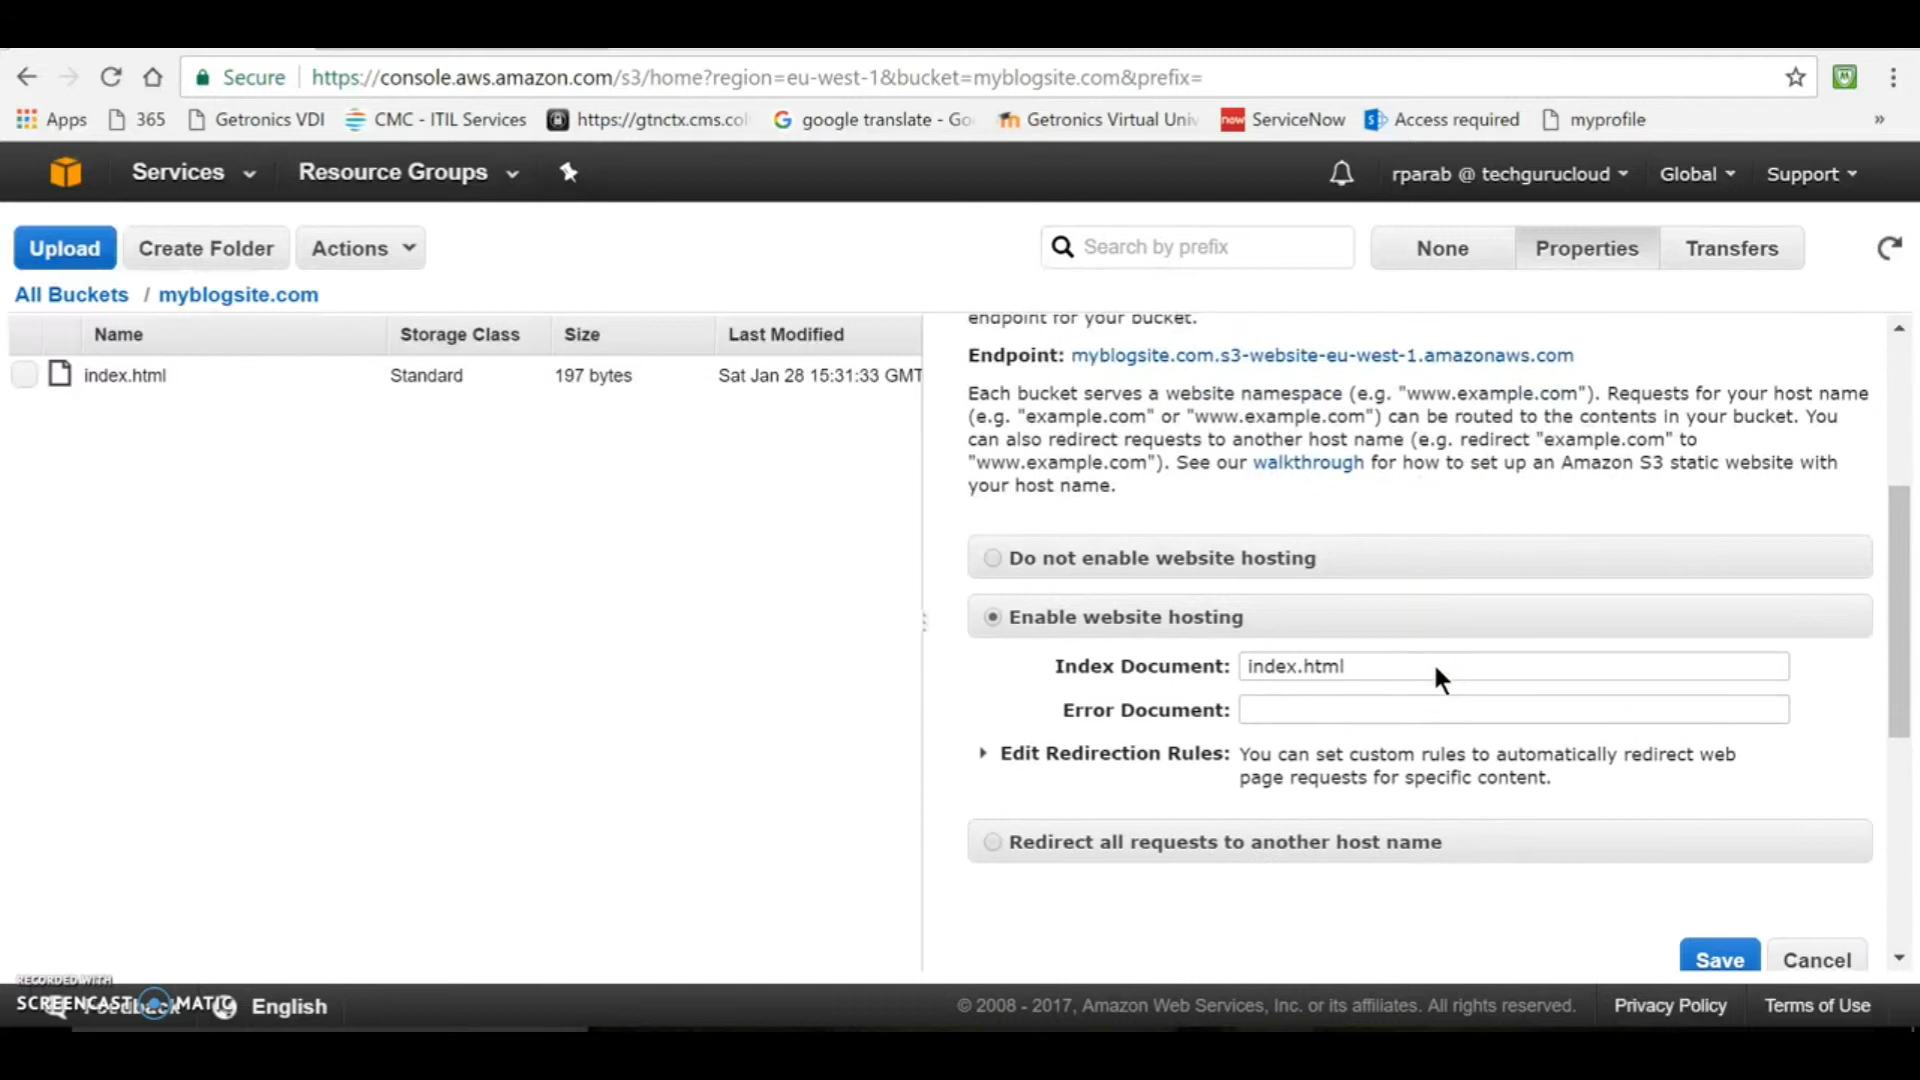 Secure https://console.aws.amazon.com/s3/home?region=eu-west-1&bucket=myblogsite.com&prefix=
Apps 365 Getronics VDI CMC - ITIL Services https://gtnctx.cms.col google translate - Go Getronics Virtual Univ now ServiceNow Access required myprofile »
Services Resource Groups rparab @ techgurucloud Global Support
Upload Create Folder Actions Search by prefix None Properties Transfers
All Buckets / myblogsite.com
Name Storage Class Size Last Modified
index.html Standard 197 bytes Sat Jan 28 15:31:33 GMT
endpoint for your bucket.
Endpoint: myblogsite.com.s3-website-eu-west-1.amazonaws.com
Each bucket serves a website namespace (e.g. "www.example.com"). Requests for your host name
(e.g. "example.com" or "www.example.com") can be routed to the contents in your bucket. You
can also redirect requests to another host name (e.g. redirect "example.com" to
"www.example.com"). See our walkthrough for how to set up an Amazon S3 static website with
your host name.
Do not enable website hosting
Enable website hosting
Index Document: index.html
Error Document:
Edit Redirection Rules: You can set custom rules to automatically redirect web
page requests for specific content.
Redirect all requests to another host name
Save Cancel
RECORDED WITH
SCREENCAST MATIC
Feedback English © 2008 - 2017, Amazon Web Services, Inc. or its affiliates. All rights reserved. Privacy Policy Terms of Use